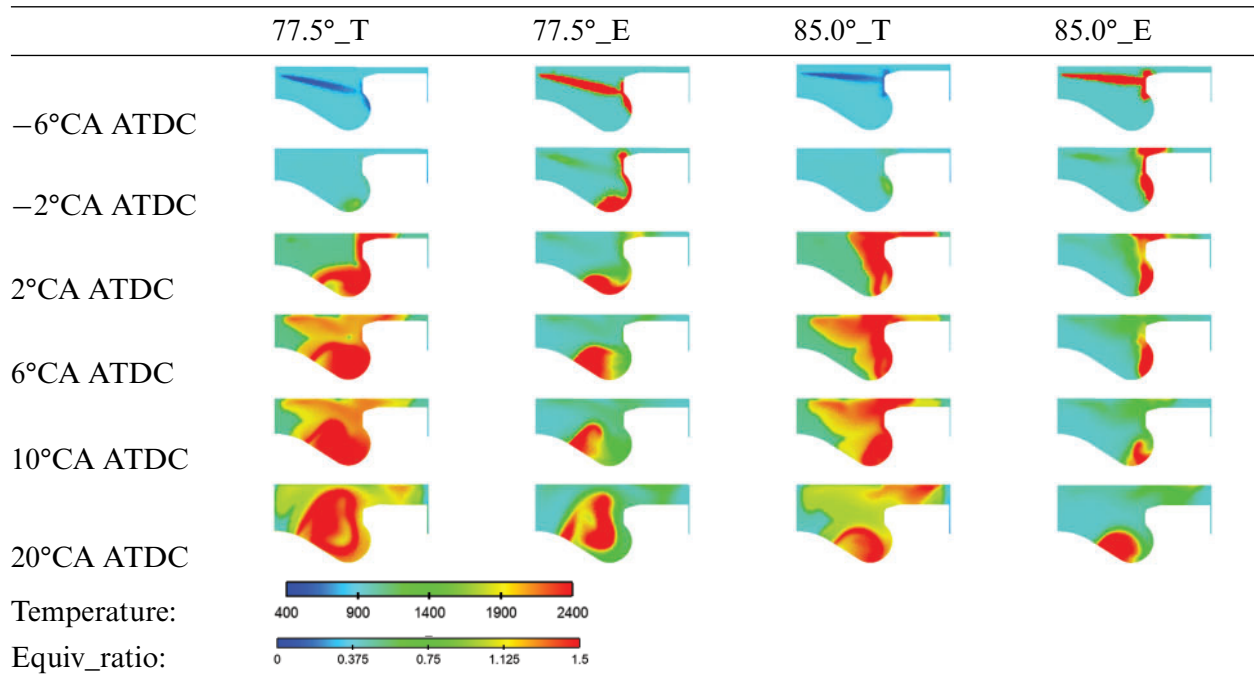 77.5°_T 77.5°_E 85.0°_T 85.0°_E
−6°CA ATDC
−2°CA ATDC
2°CA ATDC
6°CA ATDC
10°CA ATDC
20°CA ATDC
Temperature:
400 900 1400 1900 2400
Equiv_ratio:
0 0.375 0.75 1.125 1.5